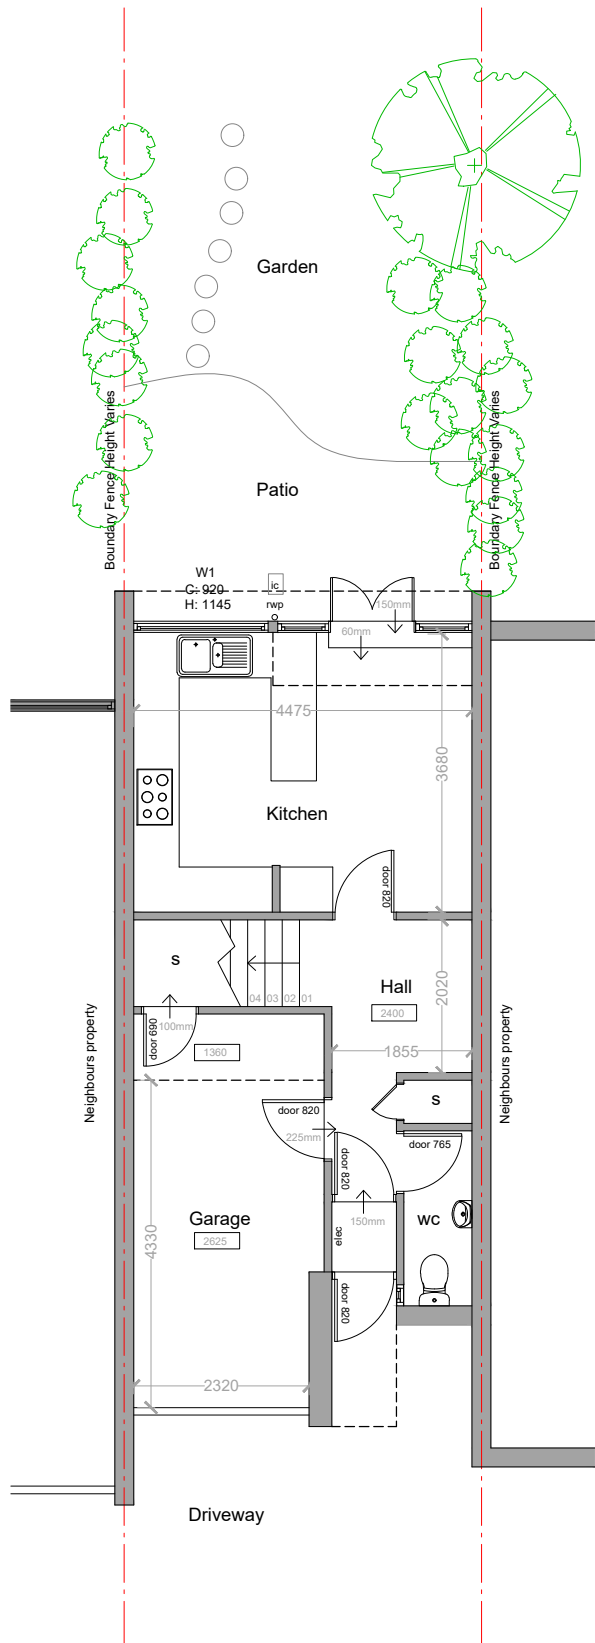 Garden
Boundary Fence Height Varies
Boundary Fence Height Varies
Patio
W1
C: 920
H: 1145
ic
rwp
150mm
60mm
4475
3680
Kitchen
door 820
S
04 03 02 01
Hall
2400
2020
Neighbours property
Neighbours property
door 690
100mm
1360
1855
S
door 820
225mm
door 820
door 765
Garage
2625
4330
150mm
elec
wc
door 820
2320
Driveway